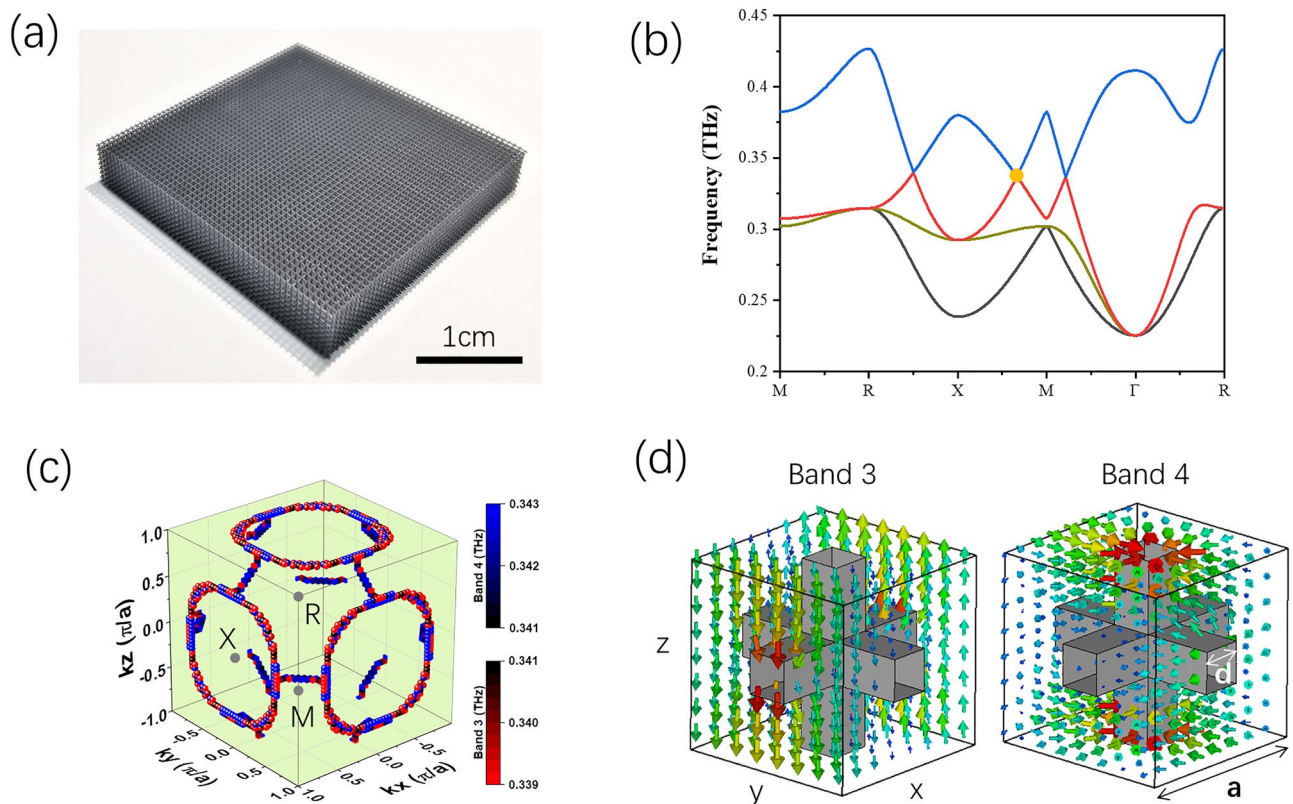 (a)
1cm
(b)
Frequency (THz)
0.45
0.4
0.35
0.3
0.25
0.2
M R X M Γ R
(c)
kz (π/a)
1.0
0.5
0.0
-0.5
-1.0
ky (π/a)
-0.5
0.0
0.5
1.0
kx (π/a)
1.0
0.5
0.0
-0.5
R
X
M
Band 4 (THz)
0.343
0.342
0.341
0.341
Band 3 (THz)
0.341
0.340
0.339
(d)
Band 3
Band 4
z
y
x
d
a